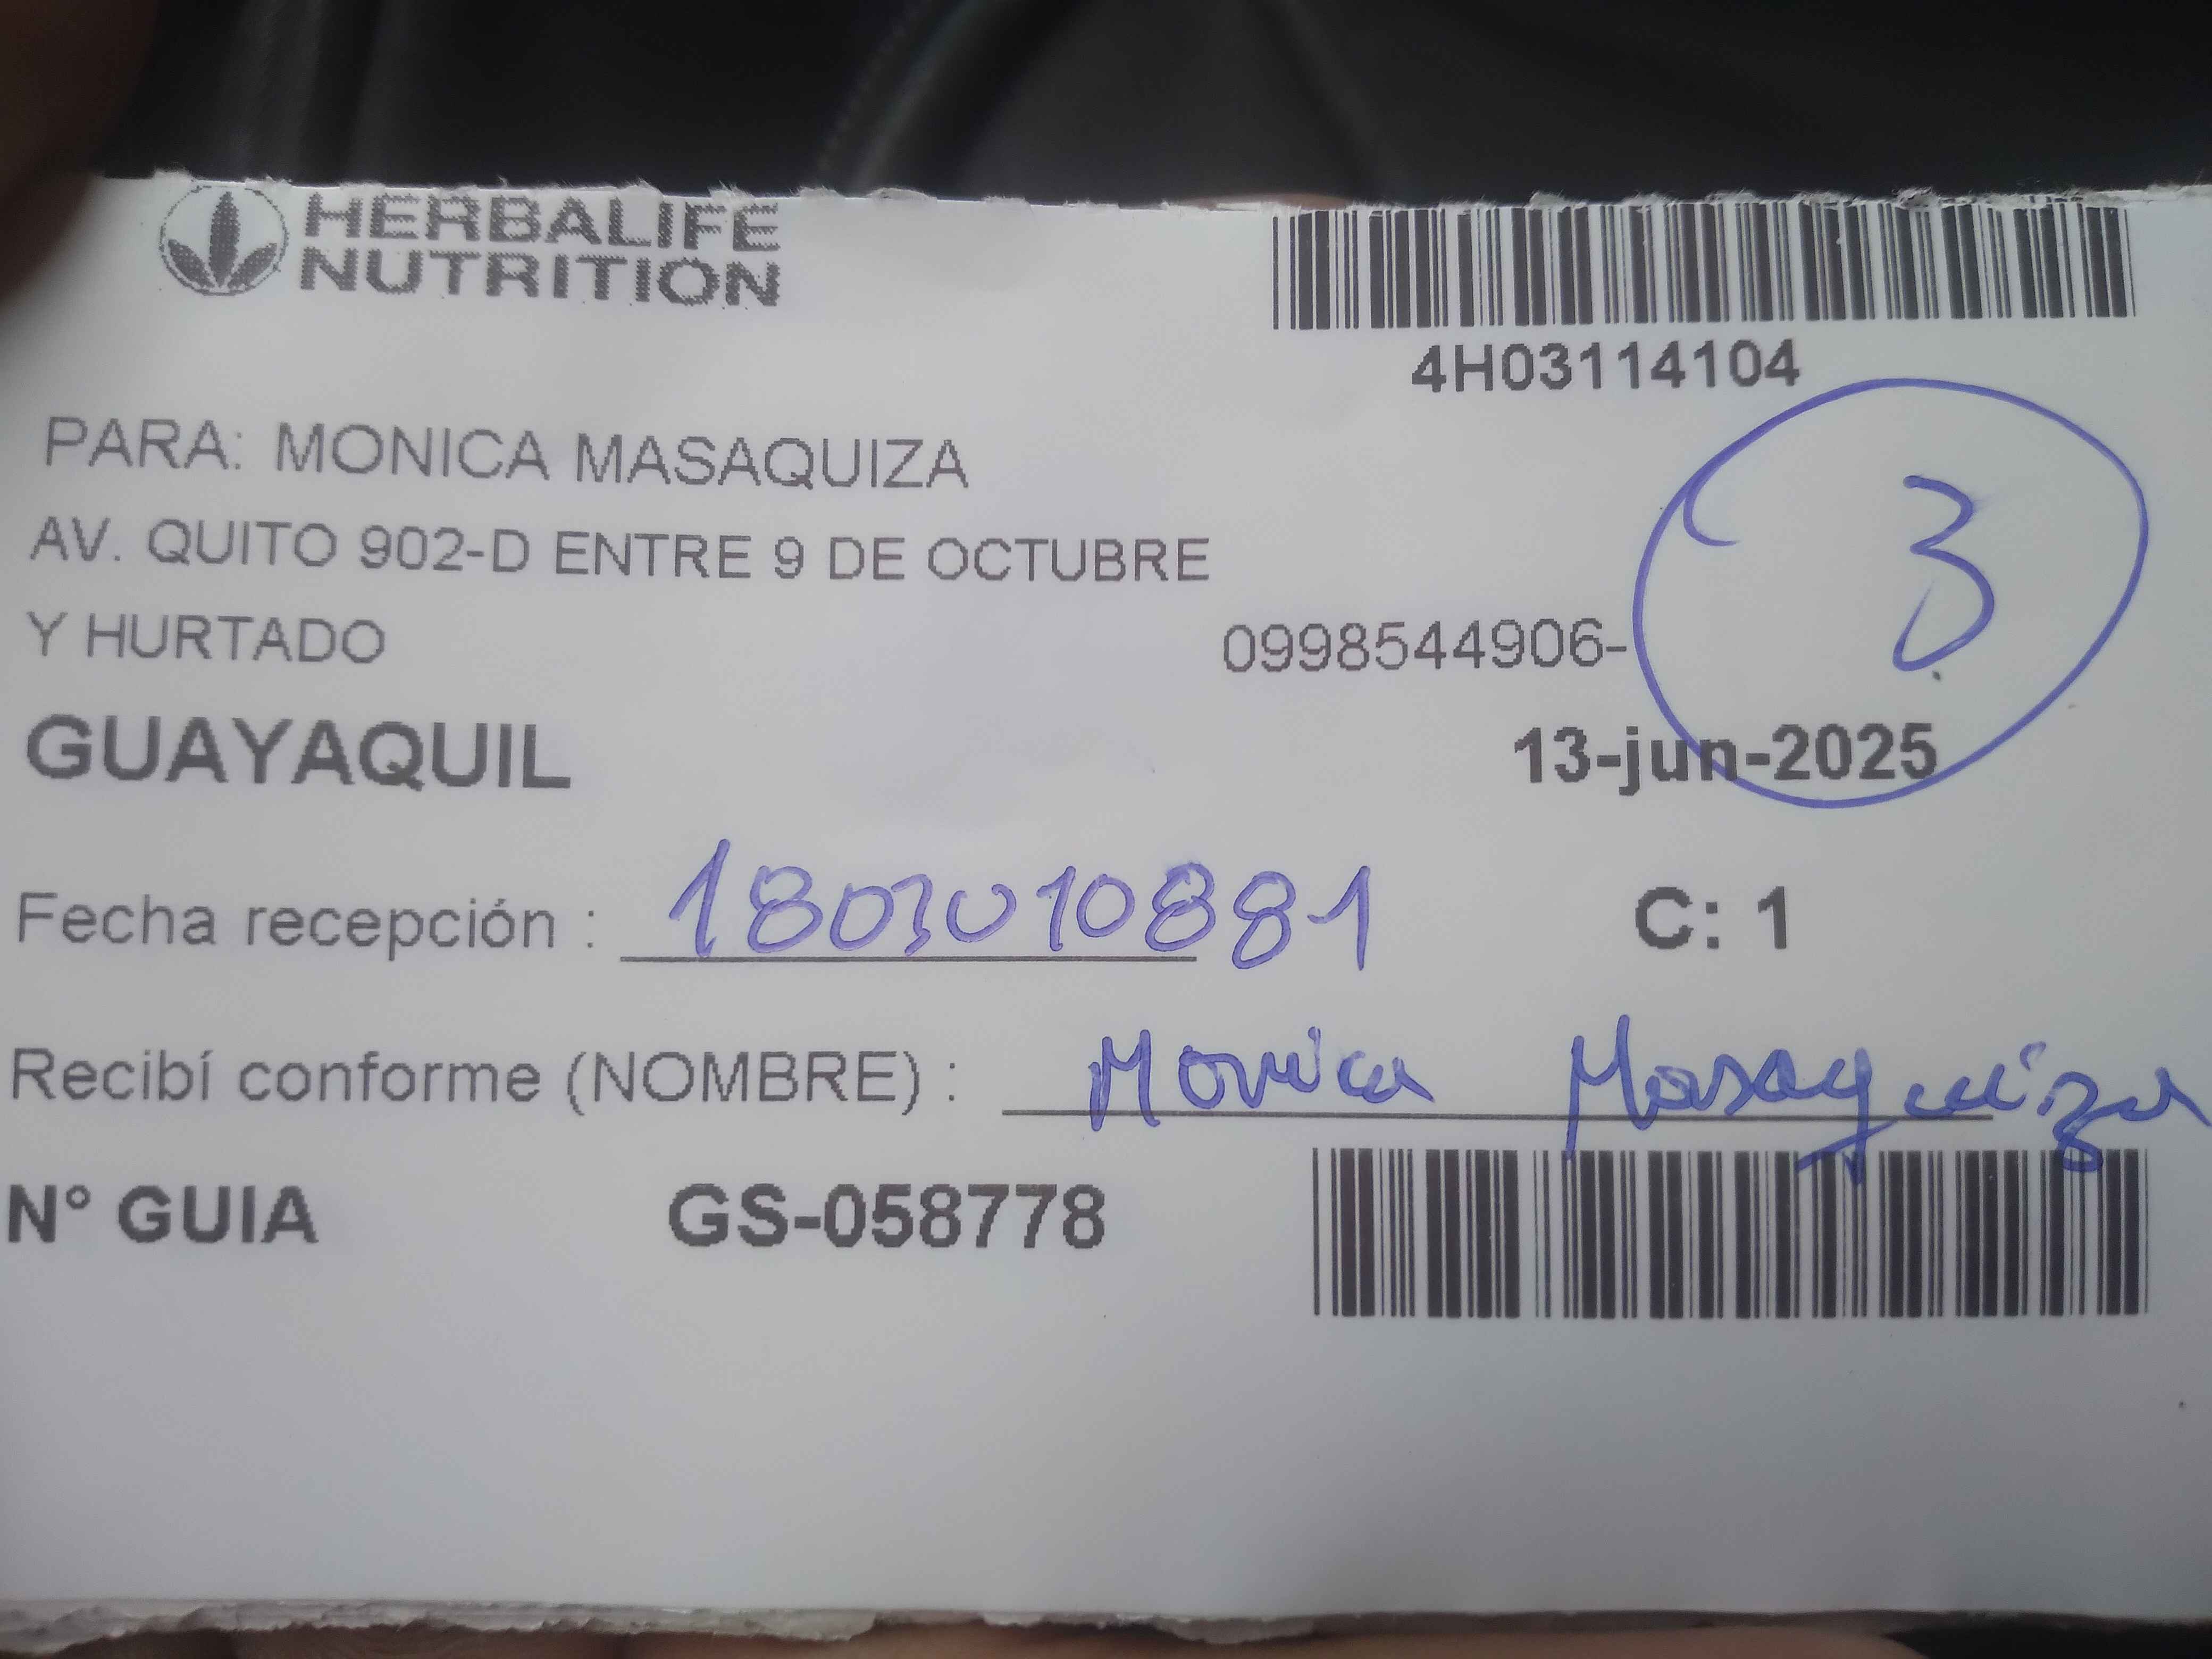 HERBALIFE
NUTRITION
4H03114104
PARA: MONICA MASAQUIZA
3
AV. QUITO 902-D ENTRE 9 DE OCTUBRE
Y HURTADO 0998544906-
GUAYAQUIL 13-jun-2025
Fecha recepción : 1803010881 C: 1
Recibí conforme (NOMBRE) : Monica Masaquiza
N° GUIA GS-058778